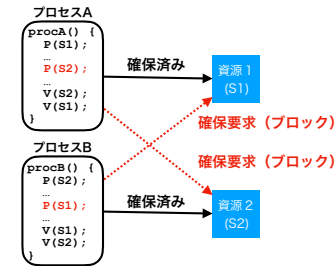 プロセスA
procA() {
P(S1);
…
P(S2);
…
V(S2);
V(S1);
}
確保済み
資源1
(S1)
確保要求（ブロック）
プロセスB
procB() {
P(S2);
…
P(S1);
…
V(S1);
V(S2);
}
確保要求（ブロック）
確保済み
資源2
(S2)